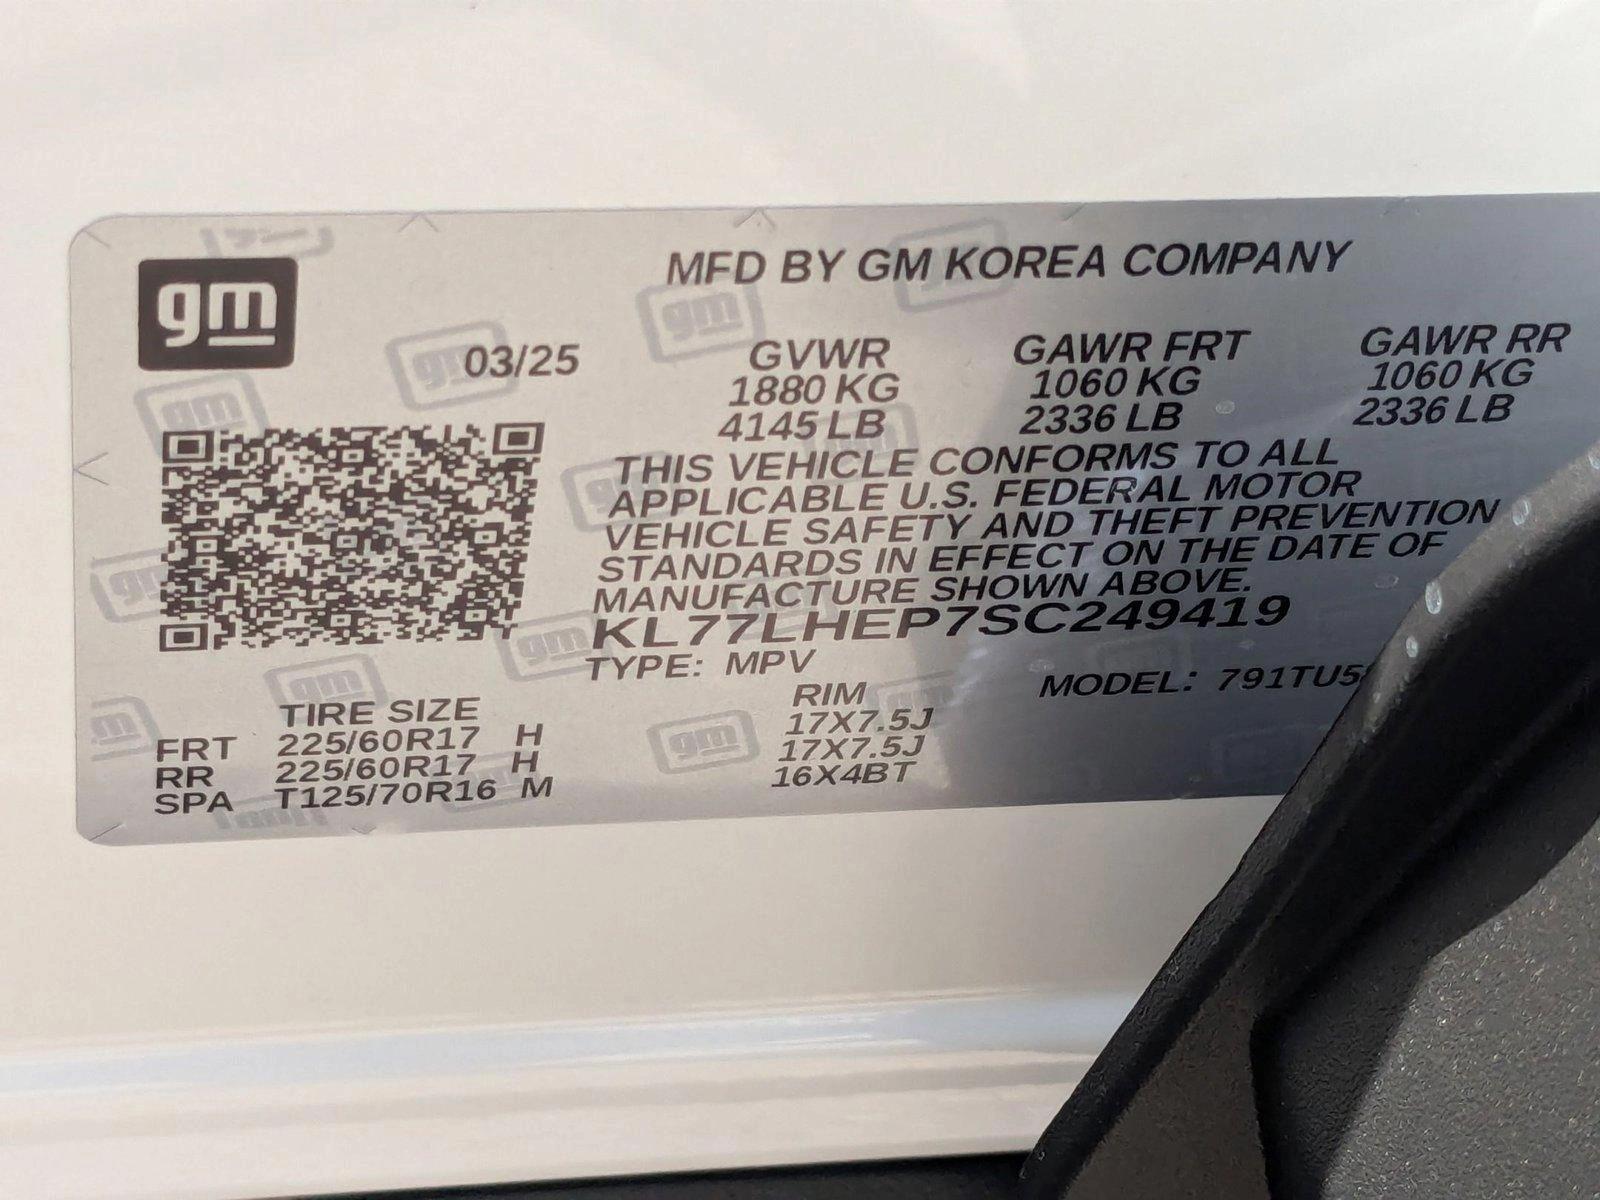 gm
MFD BY GM KOREA COMPANY
03/25
GVWR GAWR FRT GAWR RR
1880 KG 1060 KG 1060 KG
4145 LB 2336 LB 2336 LB
THIS VEHICLE CONFORMS TO ALL
APPLICABLE U.S. FEDERAL MOTOR
VEHICLE SAFETY AND THEFT PREVENTION
STANDARDS IN EFFECT ON THE DATE OF
MANUFACTURE SHOWN ABOVE.
KL77LHEP7SC249419
TYPE: MPV MODEL: 791TU5
TIRE SIZE RIM
FRT 225/60R17 H 17X7.5J
RR 225/60R17 H 17X7.5J
SPA T125/70R16 M 16X4BT